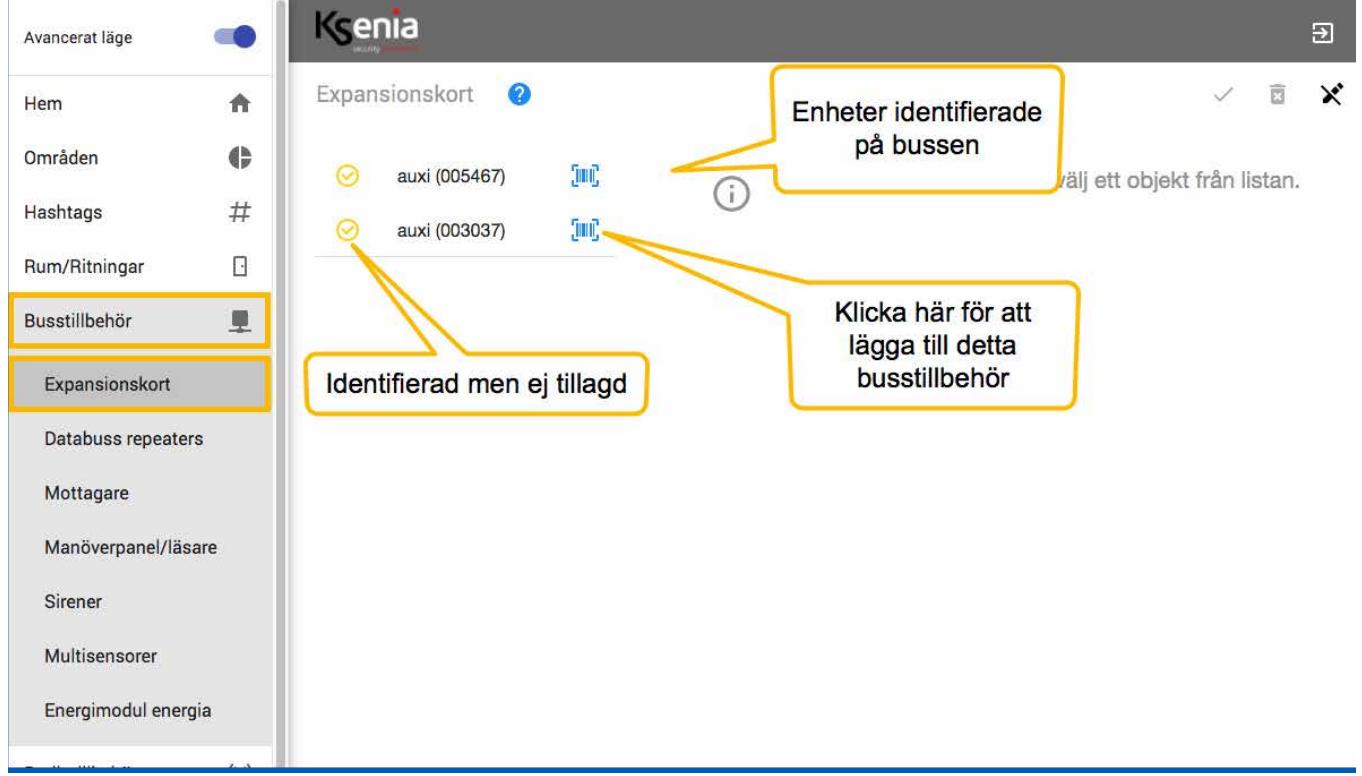 Avancerat läge
Hem
Områden
Hashtags
#
Rum/Ritningar
Busstillbehör
Expansionskort
Databuss repeaters
Mottagare
Manöverpanel/läsare
Sirener
Multisensorer
Energimodul energia
Ksenia
security
Expansionskort ?
Enheter identifierade
på bussen
auxi (005467)
i
välj ett objekt från listan.
auxi (003037)
Identifierad men ej tillagd
Klicka här för att
lägga till detta
busstillbehör